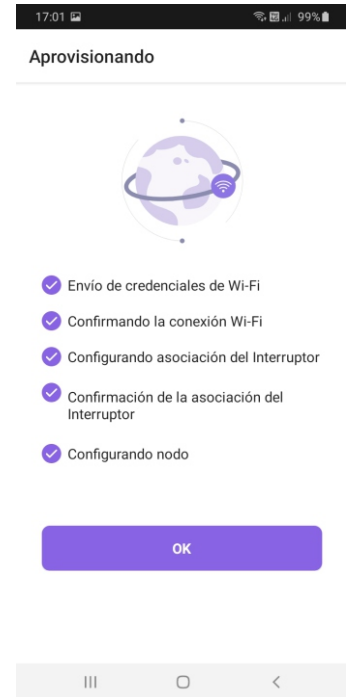 17:01 99%
Aprovisionando
Envío de credenciales de Wi-Fi
Confirmando la conexión Wi-Fi
Configurando asociación del Interruptor
Confirmación de la asociación del
Interruptor
Configurando nodo
OK